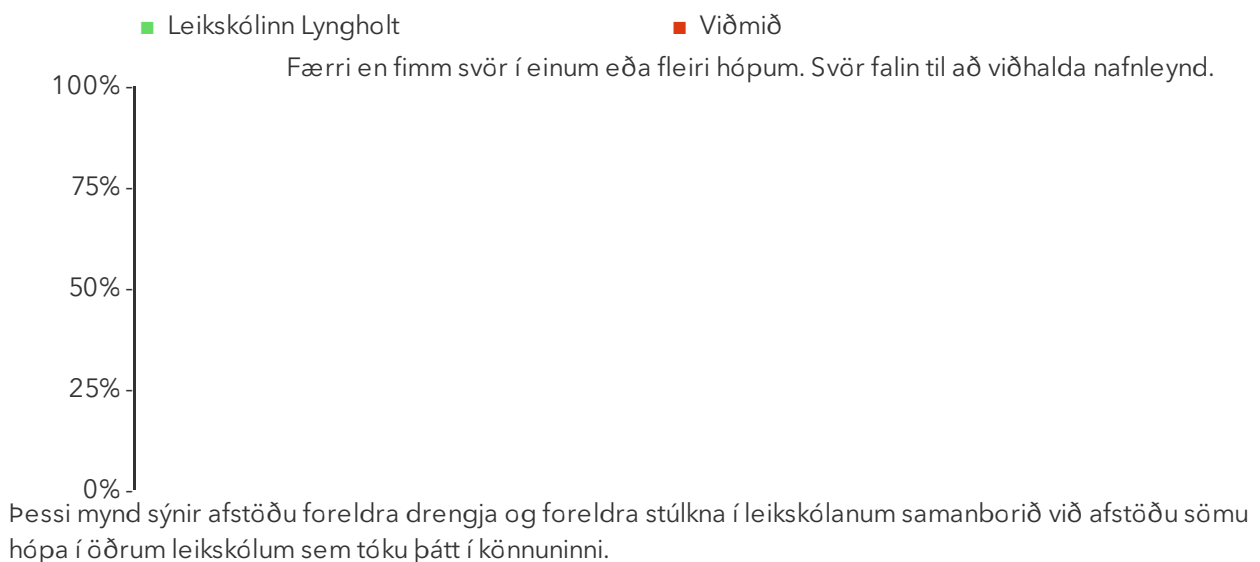 Leikskólinn Lyngholt Viðmið
Færri en fimm svör í einum eða fleiri hópum. Svör falin til að viðhalda nafnleynd.
100%
75%
50%
25%
0%
Þessi mynd sýnir afstöðu foreldra drengja og foreldra stúlkna í leikskólanum samanborið við afstöðu sömu
hópa í öðrum leikskólum sem tóku þátt í könnuninni.